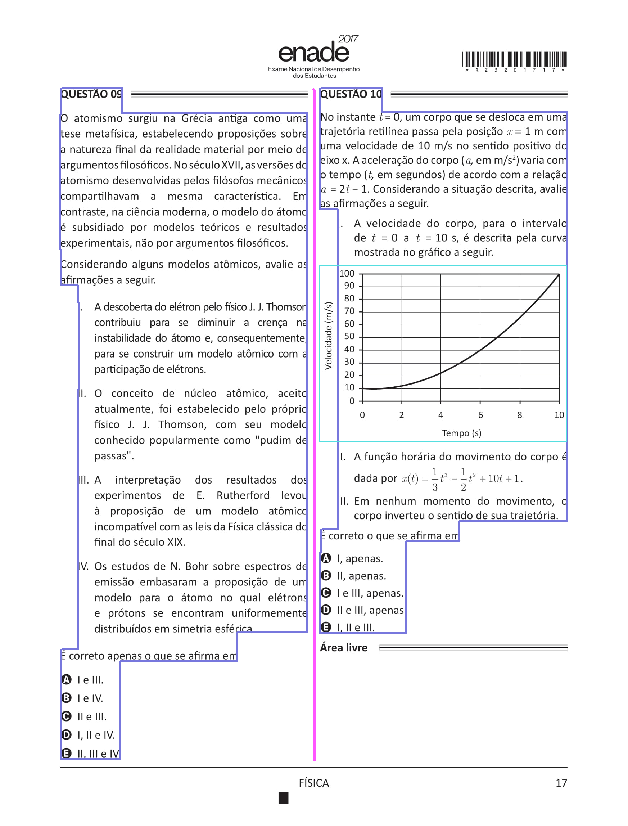 enade 2017
Exame Nacional de Desempenho
dos Estudantes
*R2320171 7*
QUESTÃO 09
O atomismo surgiu na Grécia antiga como uma
tese metafísica, estabelecendo proposições sobre
a natureza final da realidade material por meio de
argumentos filosóficos. No século XVII, as versões do
atomismo desenvolvidas pelos filósofos mecânicos
compartilhavam a mesma característica. Em
contraste, na ciência moderna, o modelo do átomo
é subsidiado por modelos teóricos e resultados
experimentais, não por argumentos filosóficos.
Considerando alguns modelos atômicos, avalie as
afirmações a seguir.
I. A descoberta do elétron pelo físico J. J. Thomson
contribuiu para se diminuir a crença na
instabilidade do átomo e, consequentemente,
para se construir um modelo atômico com a
participação de elétrons.
II. O conceito de núcleo atômico, aceito
atualmente, foi estabelecido pelo próprio
físico J. J. Thomson, com seu modelo
conhecido popularmente como "pudim de
passas".
III. A interpretação dos resultados dos
experimentos de E. Rutherford levou
à proposição de um modelo atômico
incompatível com as leis da Física clássica do
final do século XIX.
IV. Os estudos de N. Bohr sobre espectros de
emissão embasaram a proposição de um
modelo para o átomo no qual elétrons
e prótons se encontram uniformemente
distribuídos em simetria esférica.
É correto apenas o que se afirma em
A I e III.
B I e IV.
C II e III.
D I, II e IV.
E II, III e IV.
QUESTÃO 10
No instante t = 0, um corpo que se desloca em uma
trajetória retilínea passa pela posição x = 1 m com
uma velocidade de 10 m/s no sentido positivo do
eixo x. A aceleração do corpo (a, em m/s²) varia com
o tempo (t, em segundos) de acordo com a relação
a = 2t − 1. Considerando a situação descrita, avalie
as afirmações a seguir.
I. A velocidade do corpo, para o intervalo
de t = 0 a t = 10 s, é descrita pela curva
mostrada no gráfico a seguir.
100
90
80
70
60
50
40
30
20
10
0
Velocidade (m/s)
0 2 4 6 8 10
Tempo (s)
II. A função horária do movimento do corpo é
dada por x(t) = 1/3 t³ − 1/2 t² + 10t + 1.
III. Em nenhum momento do movimento, o
corpo inverteu o sentido de sua trajetória.
É correto o que se afirma em
A I, apenas.
B II, apenas.
C I e III, apenas.
D II e III, apenas
E I, II e III.
Área livre
FÍSICA
17